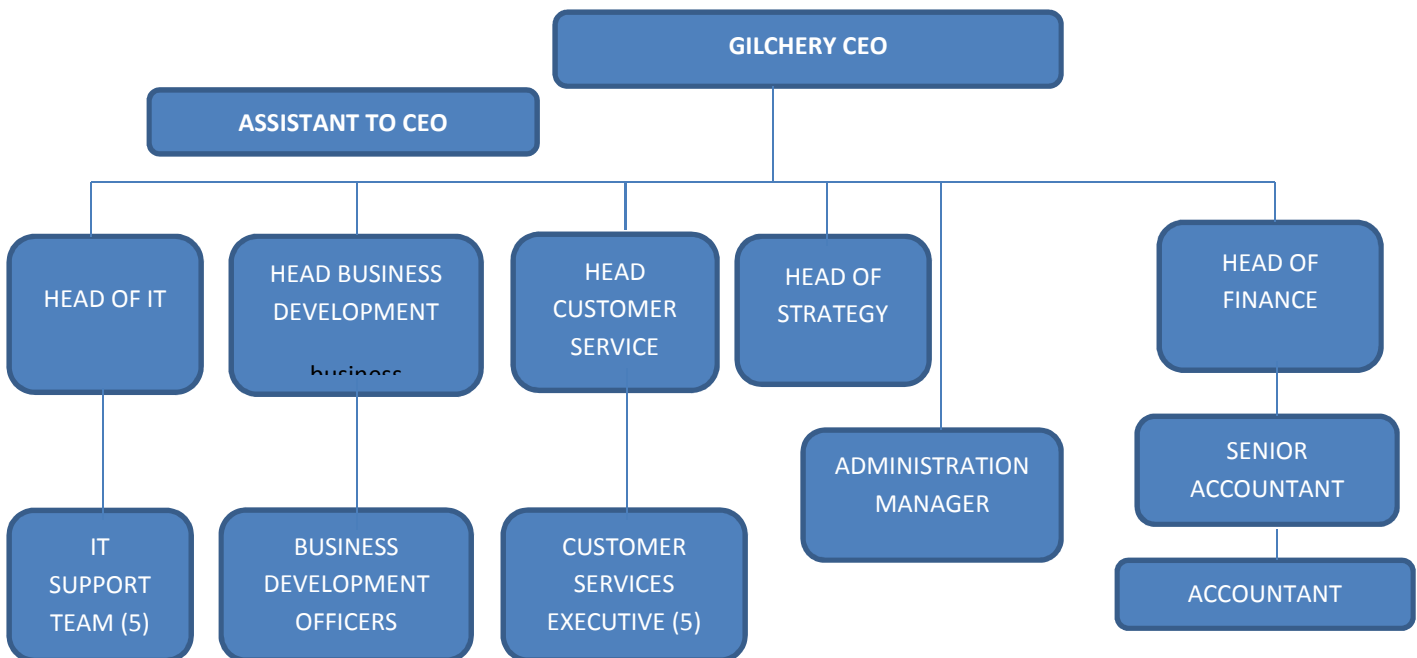 GILCHERY CEO
ASSISTANT TO CEO
HEAD OF IT
HEAD BUSINESS
DEVELOPMENT
business
HEAD
CUSTOMER
SERVICE
HEAD OF
STRATEGY
HEAD OF
FINANCE
ADMINISTRATION
MANAGER
SENIOR
ACCOUNTANT
IT
SUPPORT
TEAM (5)
BUSINESS
DEVELOPMENT
OFFICERS
CUSTOMER
SERVICES
EXECUTIVE (5)
ACCOUNTANT